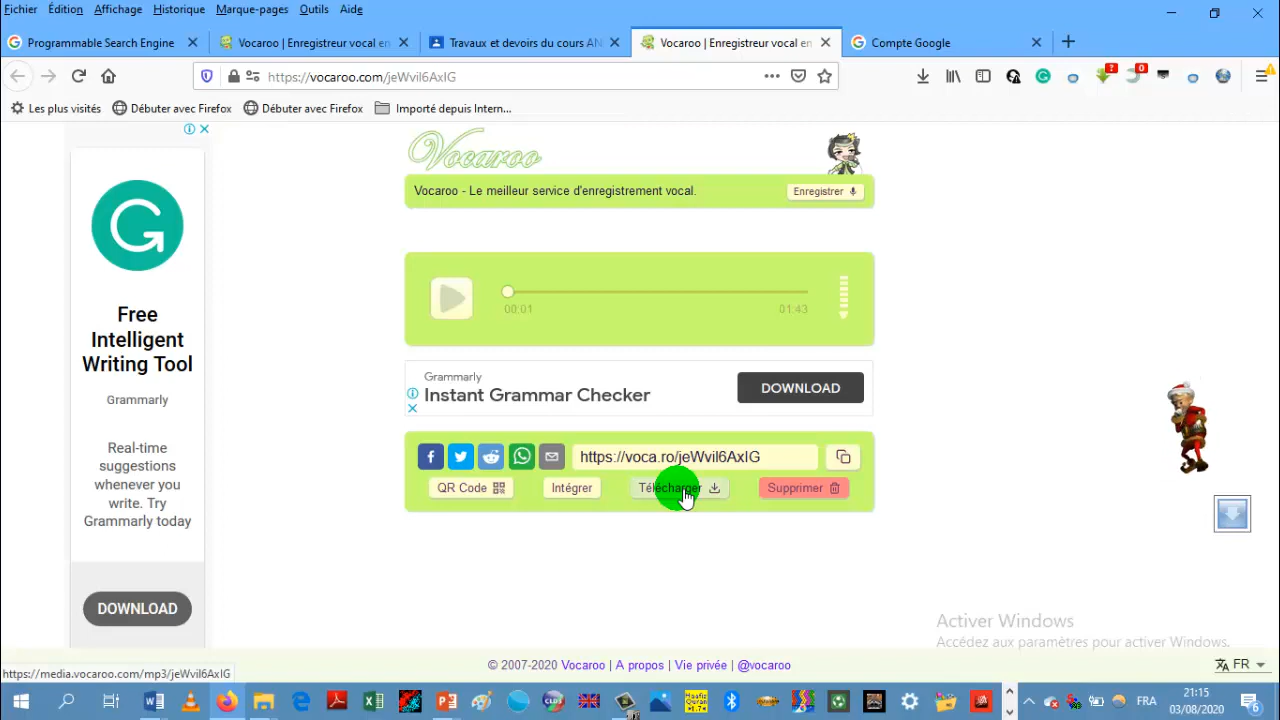 Fichier Édition Affichage Historique Marque-pages Outils Aide
Programmable Search Engine
Vocaroo | Enregistreur vocal en
Travaux et devoirs du cours AN
Vocaroo | Enregistreur vocal en
Compte Google
https://vocaroo.com/jeWvil6AxIG
Les plus visités
Débuter avec Firefox
Débuter avec Firefox
Importé depuis Intern...
Vocaroo
Vocaroo - Le meilleur service d'enregistrement vocal.
Enregistrer
00:01
01:43
Free
Intelligent
Writing Tool
Grammarly
Real-time
suggestions
whenever you
write. Try
Grammarly today
DOWNLOAD
Grammarly
Instant Grammar Checker
DOWNLOAD
https://voca.ro/jeWvil6AxIG
QR Code
Intégrer
Télécharger
Supprimer
Activer Windows
Accédez aux paramètres pour activer Windows.
© 2007-2020 Vocaroo | A propos | Vie privée | @vocaroo
FR
https://media.vocaroo.com/mp3/jeWvil6AxIG
FRA
21:15
03/08/2020
6